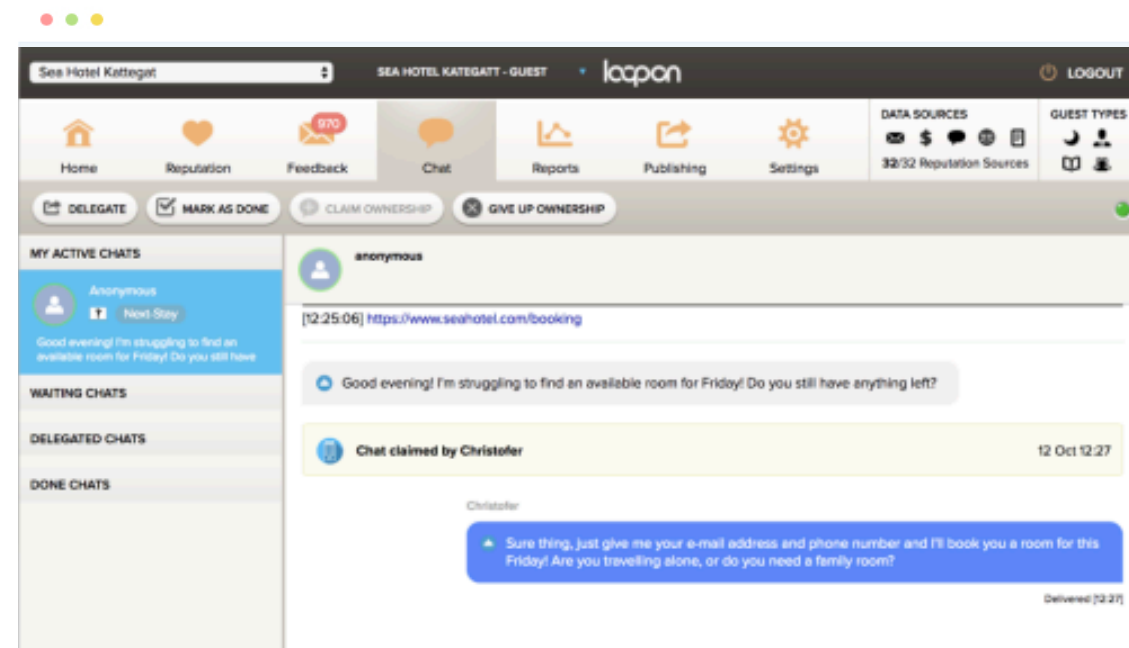 Sea Hotel Kattegat
SEA HOTEL KATEGATT - GUEST
loopon
LOGOUT
Home
Reputation
970
Feedback
Chat
Reports
Publishing
Settings
DATA SOURCES
32/32 Reputation Sources
GUEST TYPES
DELEGATE
MARK AS DONE
CLAIM OWNERSHIP
GIVE UP OWNERSHIP
MY ACTIVE CHATS
Anonymous
Next-Stay
Good evening! I'm struggling to find an
available room for Friday! Do you still have
WAITING CHATS
DELEGATED CHATS
DONE CHATS
anonymous
[12:25:06] https://www.seahotel.com/booking
Good evening! I'm struggling to find an available room for Friday! Do you still have anything left?
Chat claimed by Christofer
12 Oct 12:27
Christofer
Sure thing, just give me your e-mail address and phone number and I'll book you a room for this
Friday! Are you travelling alone, or do you need a family room?
Delivered [12:27]